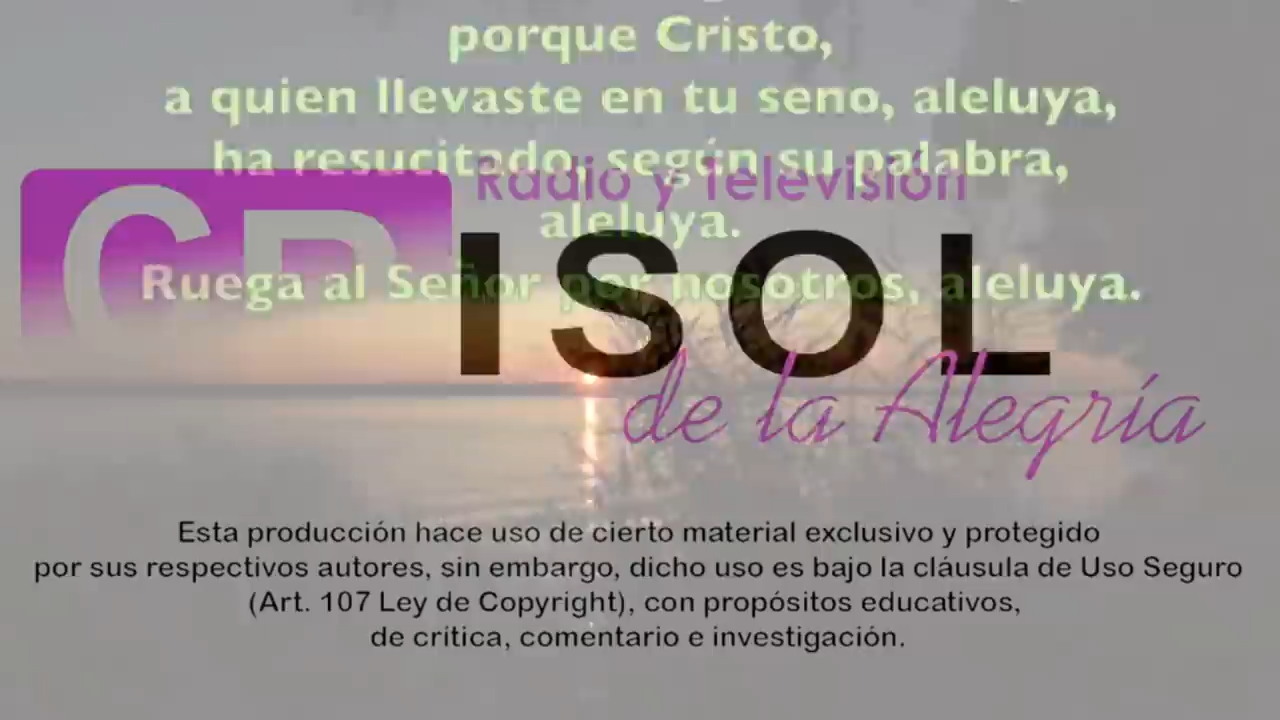 porque Cristo,
a quien llevaste en tu seno, aleluya,
ha resucitado, según su palabra,
aleluya.
Ruega al Señor por nosotros, aleluya.
Radio y Televisión
CRISOL
de la Alegría
Esta producción hace uso de cierto material exclusivo y protegido
por sus respectivos autores, sin embargo, dicho uso es bajo la cláusula de Uso Seguro
(Art. 107 Ley de Copyright), con propósitos educativos,
de crítica, comentario e investigación.